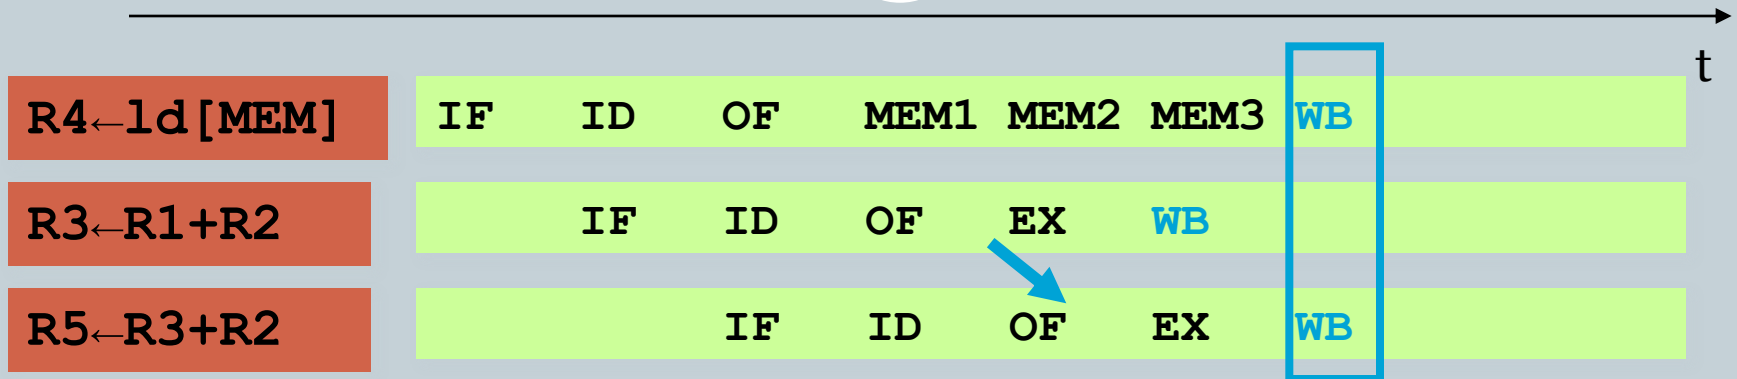 t
R4←ld[MEM] IF ID OF MEM1 MEM2 MEM3 WB
R3←R1+R2 IF ID OF EX WB
R5←R3+R2 IF ID OF EX WB